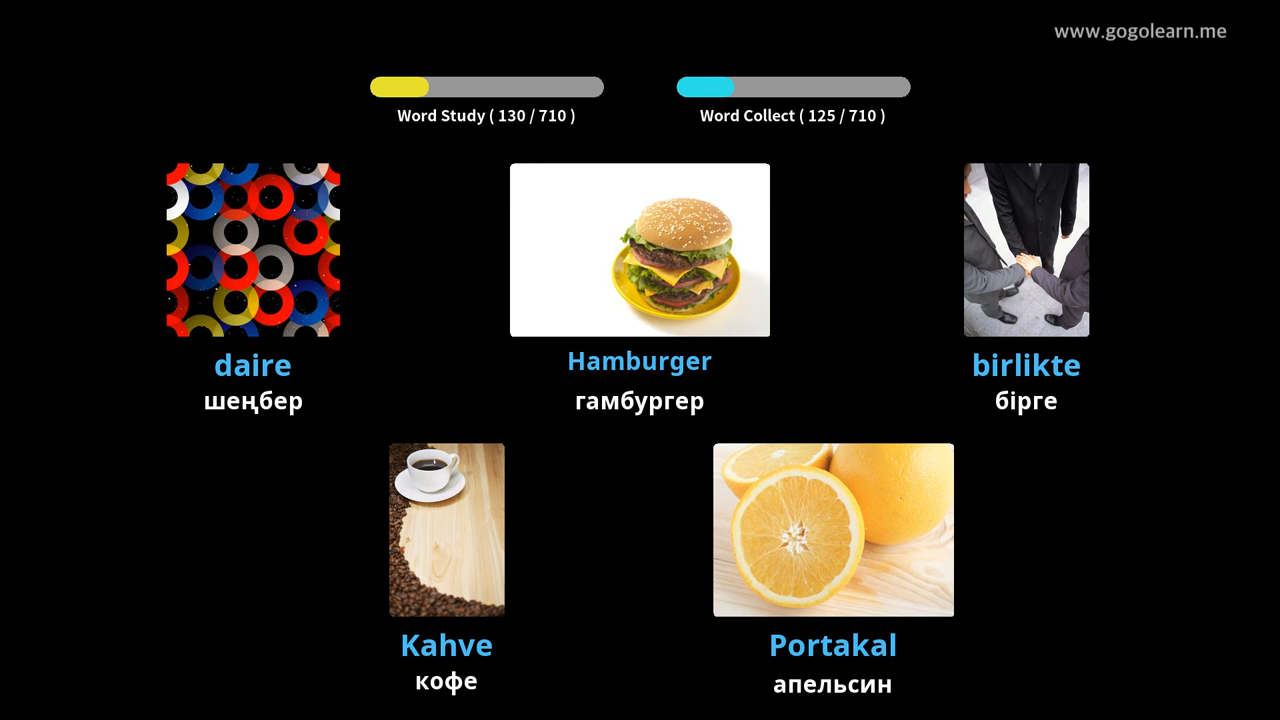 www.gogolearn.me
Word Study ( 130 / 710 )
Word Collect ( 125 / 710 )
daire
шеңбер
Hamburger
гамбургер
birlikte
бірге
Kahve
кофе
Portakal
апельсин